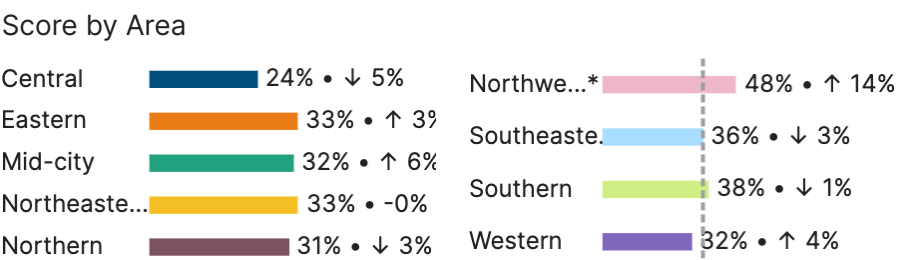 Score by Area
Central 24% • ↓ 5%
Eastern 33% • ↑ 3%
Mid-city 32% • ↑ 6%
Northeaste... 33% • -0%
Northern 31% • ↓ 3%
Northwe...* 48% • ↑ 14%
Southeaste. 36% • ↓ 3%
Southern 38% • ↓ 1%
Western 32% • ↑ 4%